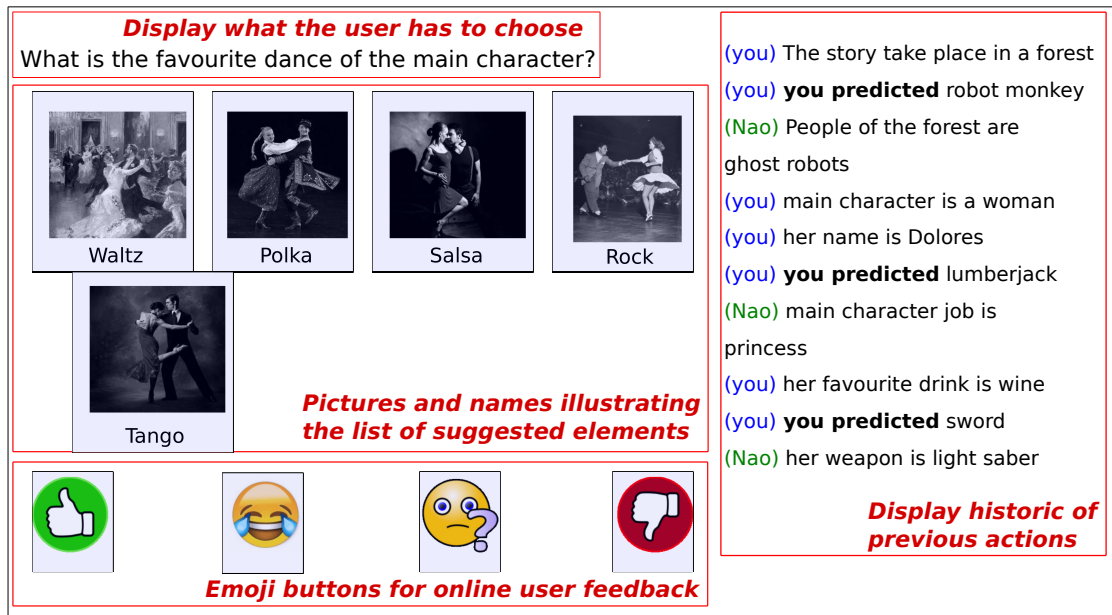 Display what the user has to choose
What is the favourite dance of the main character?
Waltz
Polka
Salsa
Rock
Tango
Pictures and names illustrating
the list of suggested elements
Emoji buttons for online user feedback
(you) The story take place in a forest
(you) you predicted robot monkey
(Nao) People of the forest are
ghost robots
(you) main character is a woman
(you) her name is Dolores
(you) you predicted lumberjack
(Nao) main character job is
princess
(you) her favourite drink is wine
(you) you predicted sword
(Nao) her weapon is light saber
Display historic of
previous actions